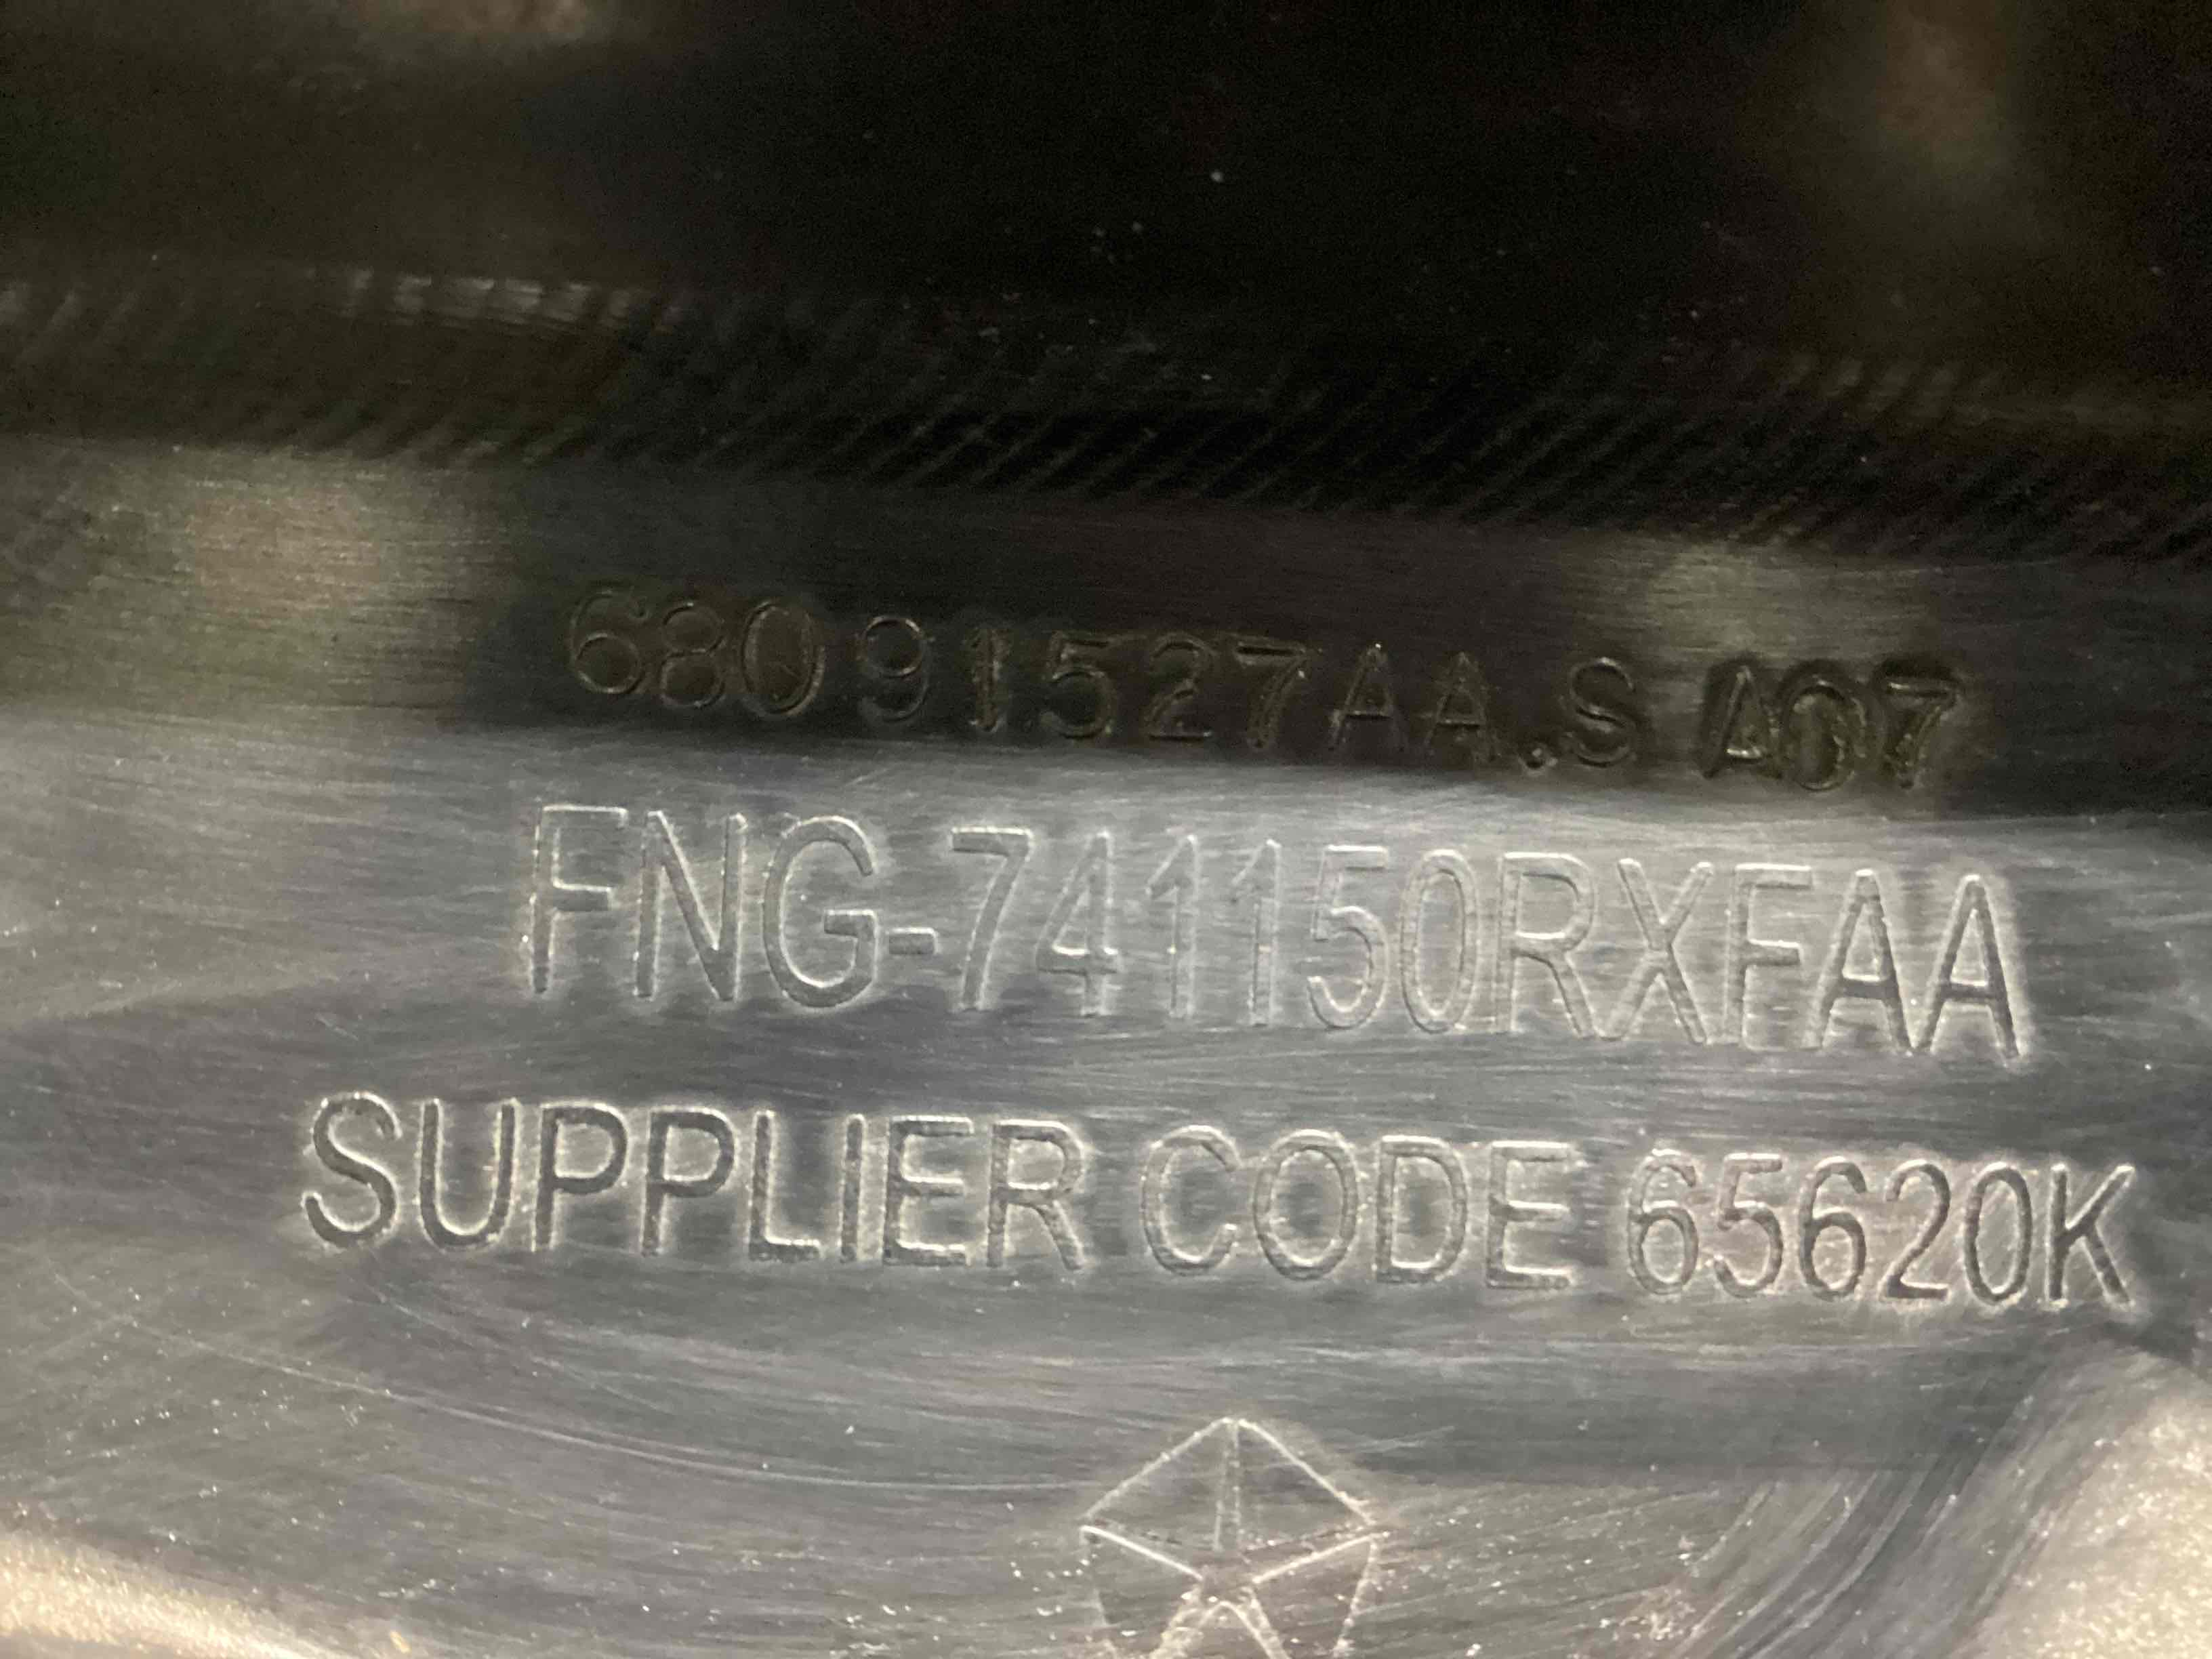 68091527AA.S A07
FNG-741150RXFAA
SUPPLIER CODE 65620K